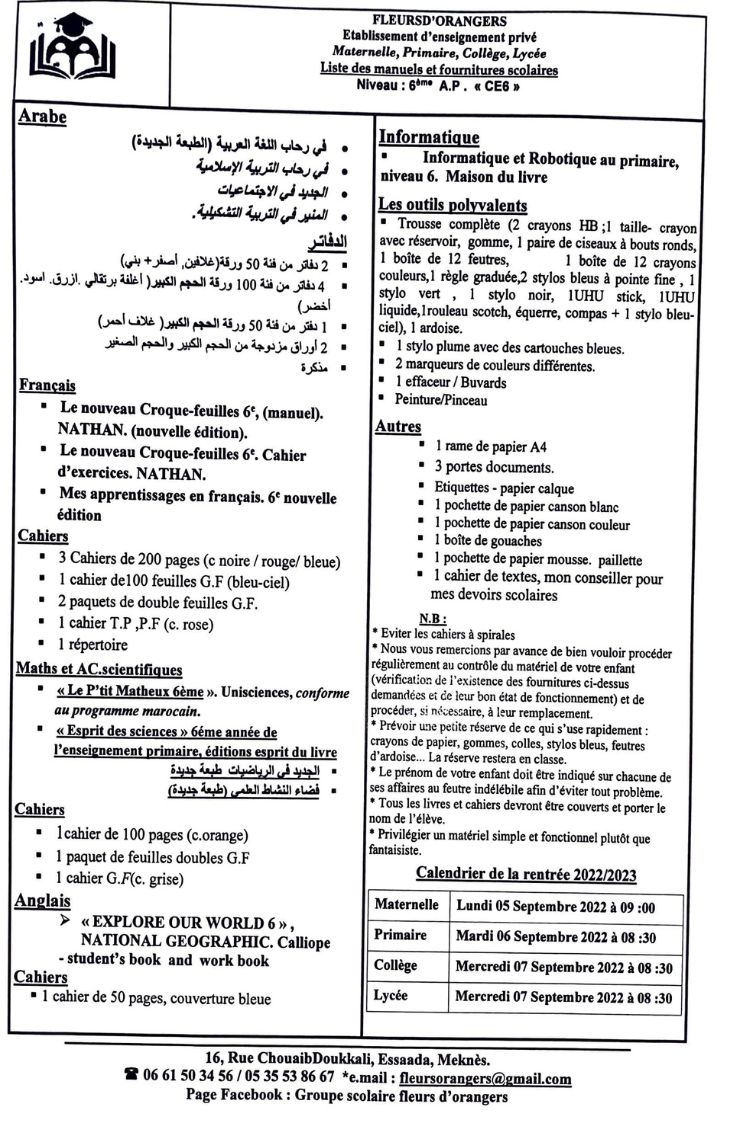 FLEURSD'ORANGERS
Etablissement d'enseignement privé
Maternelle, Primaire, Collège, Lycée
Liste des manuels et fournitures scolaires
Niveau : 6ème A.P. « CE6 »
Arabe
• في رحاب اللغة العربية (الطبعة الجديدة)
• في رحاب التربية الإسلامية
• الجديد في الاجتماعيات
• المنير في التربية التشكيلية.
الدفاتر
▪ 2 دفاتر من فئة 50 ورقة(غلافين, أصفر+ بني)
▪ 4 دفاتر من فئة 100 ورقة الحجم الكبير( أغلفة برتقالي .ازرق. اسود.
أخضر)
▪ 1 دفتر من فئة 50 ورقة الحجم الكبير( غلاف أحمر)
▪ 2 أوراق مزدوجة من الحجم الكبير والحجم الصغير
▪ مذكرة
Français
▪ Le nouveau Croque-feuilles 6e, (manuel).
NATHAN. (nouvelle édition).
▪ Le nouveau Croque-feuilles 6e. Cahier
d'exercices. NATHAN.
▪ Mes apprentissages en français. 6e nouvelle
édition
Cahiers
▪ 3 Cahiers de 200 pages (c noire / rouge/ bleue)
▪ 1 cahier de100 feuilles G.F (bleu-ciel)
▪ 2 paquets de double feuilles G.F.
▪ 1 cahier T.P ,P.F (c. rose)
▪ 1 répertoire
Maths et AC.scientifiques
▪ « Le P'tit Matheux 6ème ». Unisciences, conforme
au programme marocain.
▪ « Esprit des sciences » 6éme année de
l'enseignement primaire, éditions esprit du livre
▪ الجديد في الرياضيات طبعة جديدة
▪ فضاء النشاط العلمي (طبعة جديدة)
Cahiers
▪ 1cahier de 100 pages (c.orange)
▪ 1 paquet de feuilles doubles G.F
▪ 1 cahier G.F(c. grise)
Anglais
➢ « EXPLORE OUR WORLD 6 » ,
NATIONAL GEOGRAPHIC. Calliope
- student's book and work book
Cahiers
▪ 1 cahier de 50 pages, couverture bleue
Informatique
▪ Informatique et Robotique au primaire,
niveau 6. Maison du livre
Les outils polyvalents
▪ Trousse complète (2 crayons HB ;1 taille- crayon
avec réservoir, gomme, 1 paire de ciseaux à bouts ronds,
1 boîte de 12 feutres, 1 boîte de 12 crayons
couleurs,1 règle graduée,2 stylos bleus à pointe fine , 1
stylo vert , 1 stylo noir, 1UHU stick, 1UHU
liquide,1rouleau scotch, équerre, compas + 1 stylo bleu-
ciel), 1 ardoise.
▪ 1 stylo plume avec des cartouches bleues.
▪ 2 marqueurs de couleurs différentes.
▪ 1 effaceur / Buvards
▪ Peinture/Pinceau
Autres
▪ 1 rame de papier A4
▪ 3 portes documents.
▪ Etiquettes - papier calque
▪ 1 pochette de papier canson blanc
▪ 1 pochette de papier canson couleur
▪ 1 boîte de gouaches
▪ 1 pochette de papier mousse. paillette
▪ 1 cahier de textes, mon conseiller pour
mes devoirs scolaires
N.B :
* Eviter les cahiers à spirales
* Nous vous remercions par avance de bien vouloir procéder
régulièrement au contrôle du matériel de votre enfant
(vérification de l'existence des fournitures ci-dessus
demandées et de leur bon état de fonctionnement) et de
procéder, si nécessaire, à leur remplacement.
* Prévoir une petite réserve de ce qui s'use rapidement :
crayons de papier, gommes, colles, stylos bleus, feutres
d'ardoise... La réserve restera en classe.
* Le prénom de votre enfant doit être indiqué sur chacune de
ses affaires au feutre indélébile afin d'éviter tout problème.
* Tous les livres et cahiers devront être couverts et porter le
nom de l'élève.
* Privilégier un matériel simple et fonctionnel plutôt que
fantaisiste.
Calendrier de la rentrée 2022/2023
Maternelle Lundi 05 Septembre 2022 à 09 :00
Primaire Mardi 06 Septembre 2022 à 08 :30
Collège Mercredi 07 Septembre 2022 à 08 :30
Lycée Mercredi 07 Septembre 2022 à 08 :30
16, Rue ChouaibDoukkali, Essaada, Meknès.
☎ 06 61 50 34 56 / 05 35 53 86 67 *e.mail : fleursorangers@gmail.com
Page Facebook : Groupe scolaire fleurs d'orangers